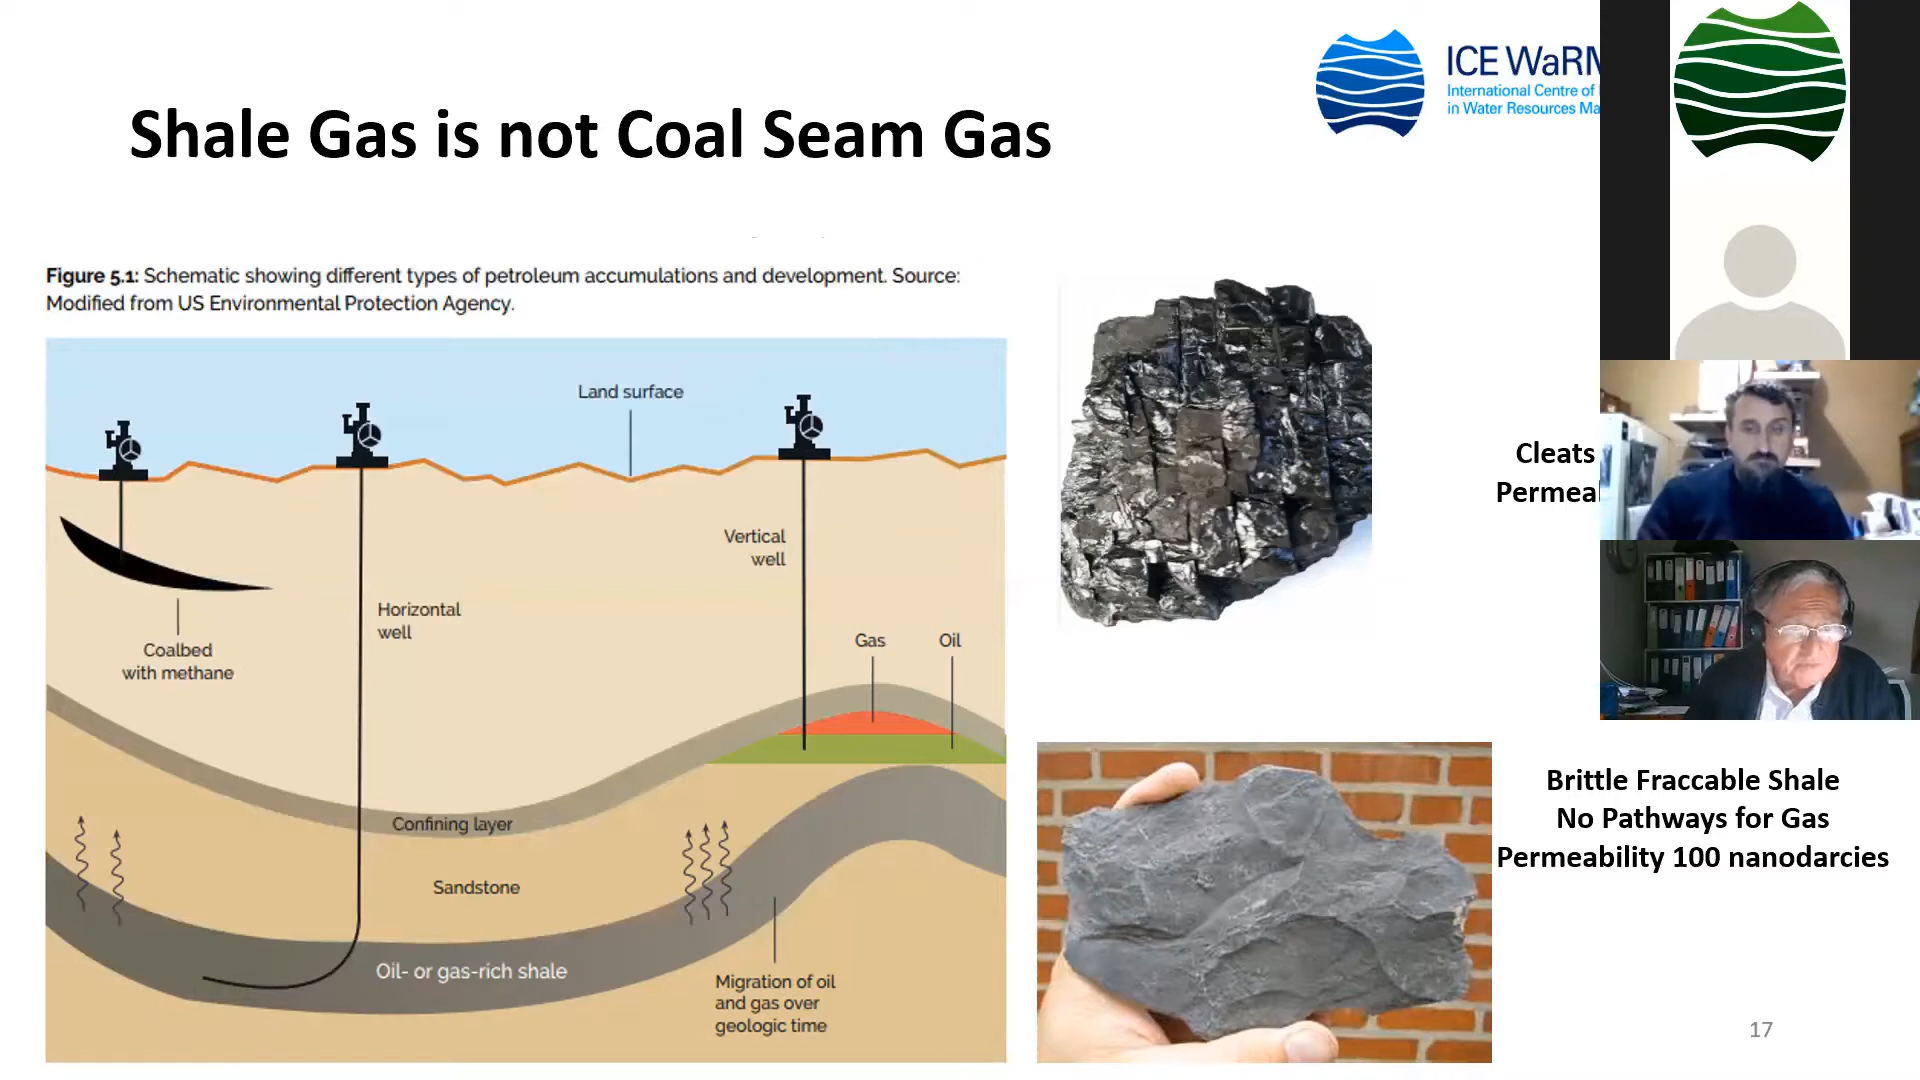 Shale Gas is not Coal Seam Gas
ICE WaRM
International Centre of
in Water Resources Ma
Figure 5.1: Schematic showing different types of petroleum accumulations and development. Source:
Modified from US Environmental Protection Agency.
Land surface
Vertical
well
Horizontal
well
Coalbed
with methane
Gas
Oil
Confining layer
Sandstone
Oil- or gas-rich shale
Migration of oil
and gas over
geologic time
Cleats
Permea
Brittle Fraccable Shale
No Pathways for Gas
Permeability 100 nanodarcies
17